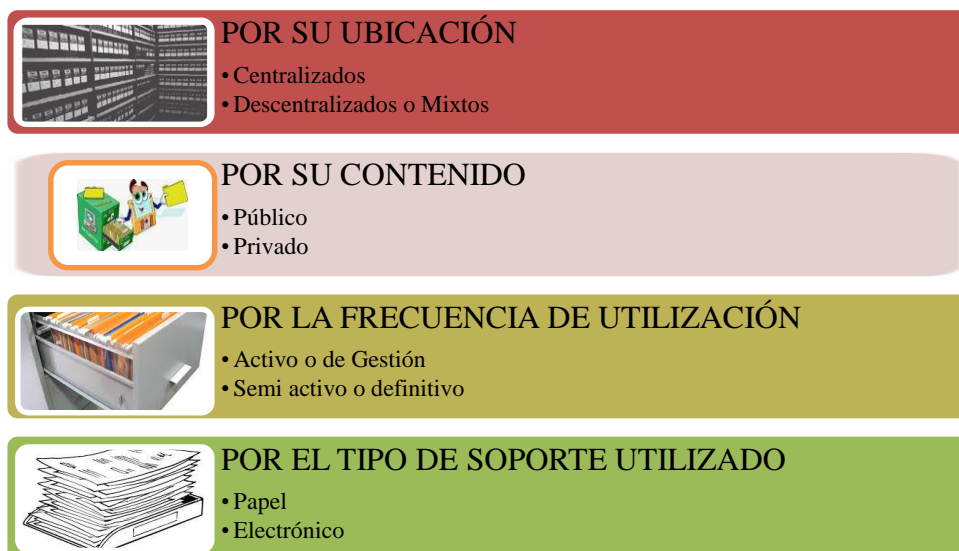 POR SU UBICACIÓN
• Centralizados
• Descentralizados o Mixtos
POR SU CONTENIDO
• Público
• Privado
POR LA FRECUENCIA DE UTILIZACIÓN
• Activo o de Gestión
• Semi activo o definitivo
POR EL TIPO DE SOPORTE UTILIZADO
• Papel
• Electrónico